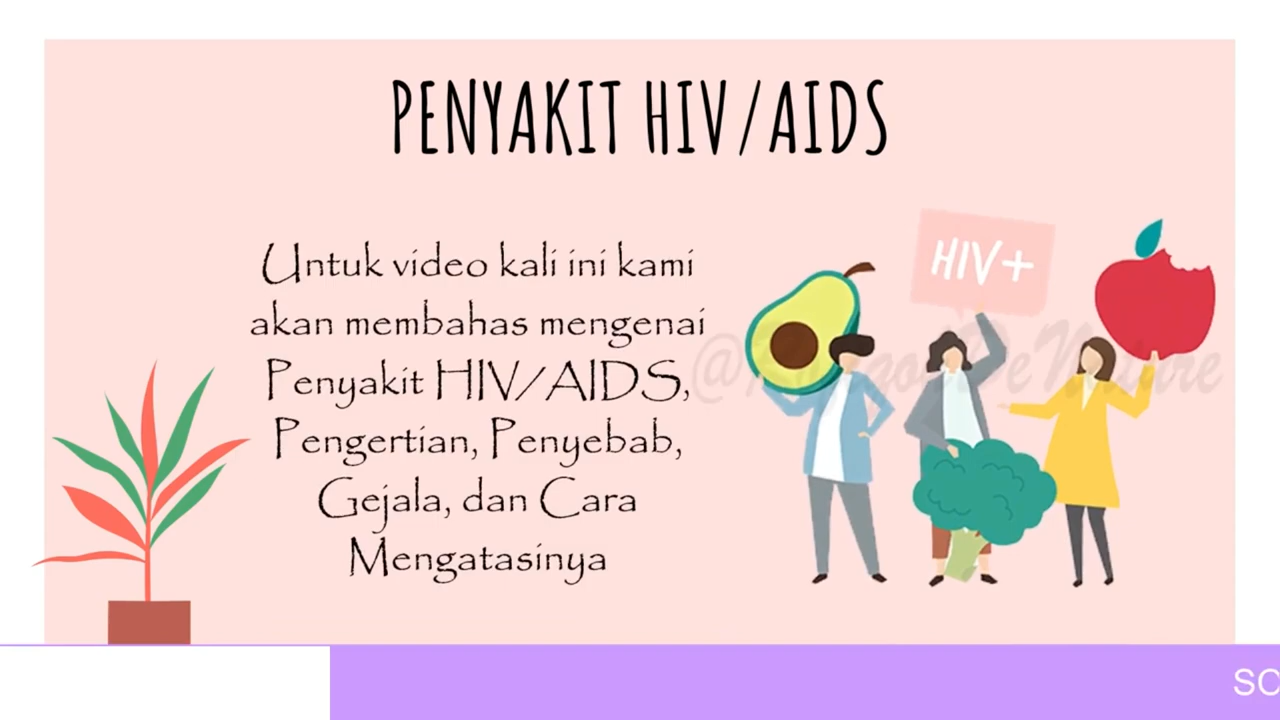 PENYAKIT HIV/AIDS
Untuk video kali ini kami
akan membahas mengenai
Penyakit HIV/AIDS,
Pengertian, Penyebab,
Gejala, dan Cara
Mengatasinya
HIV+